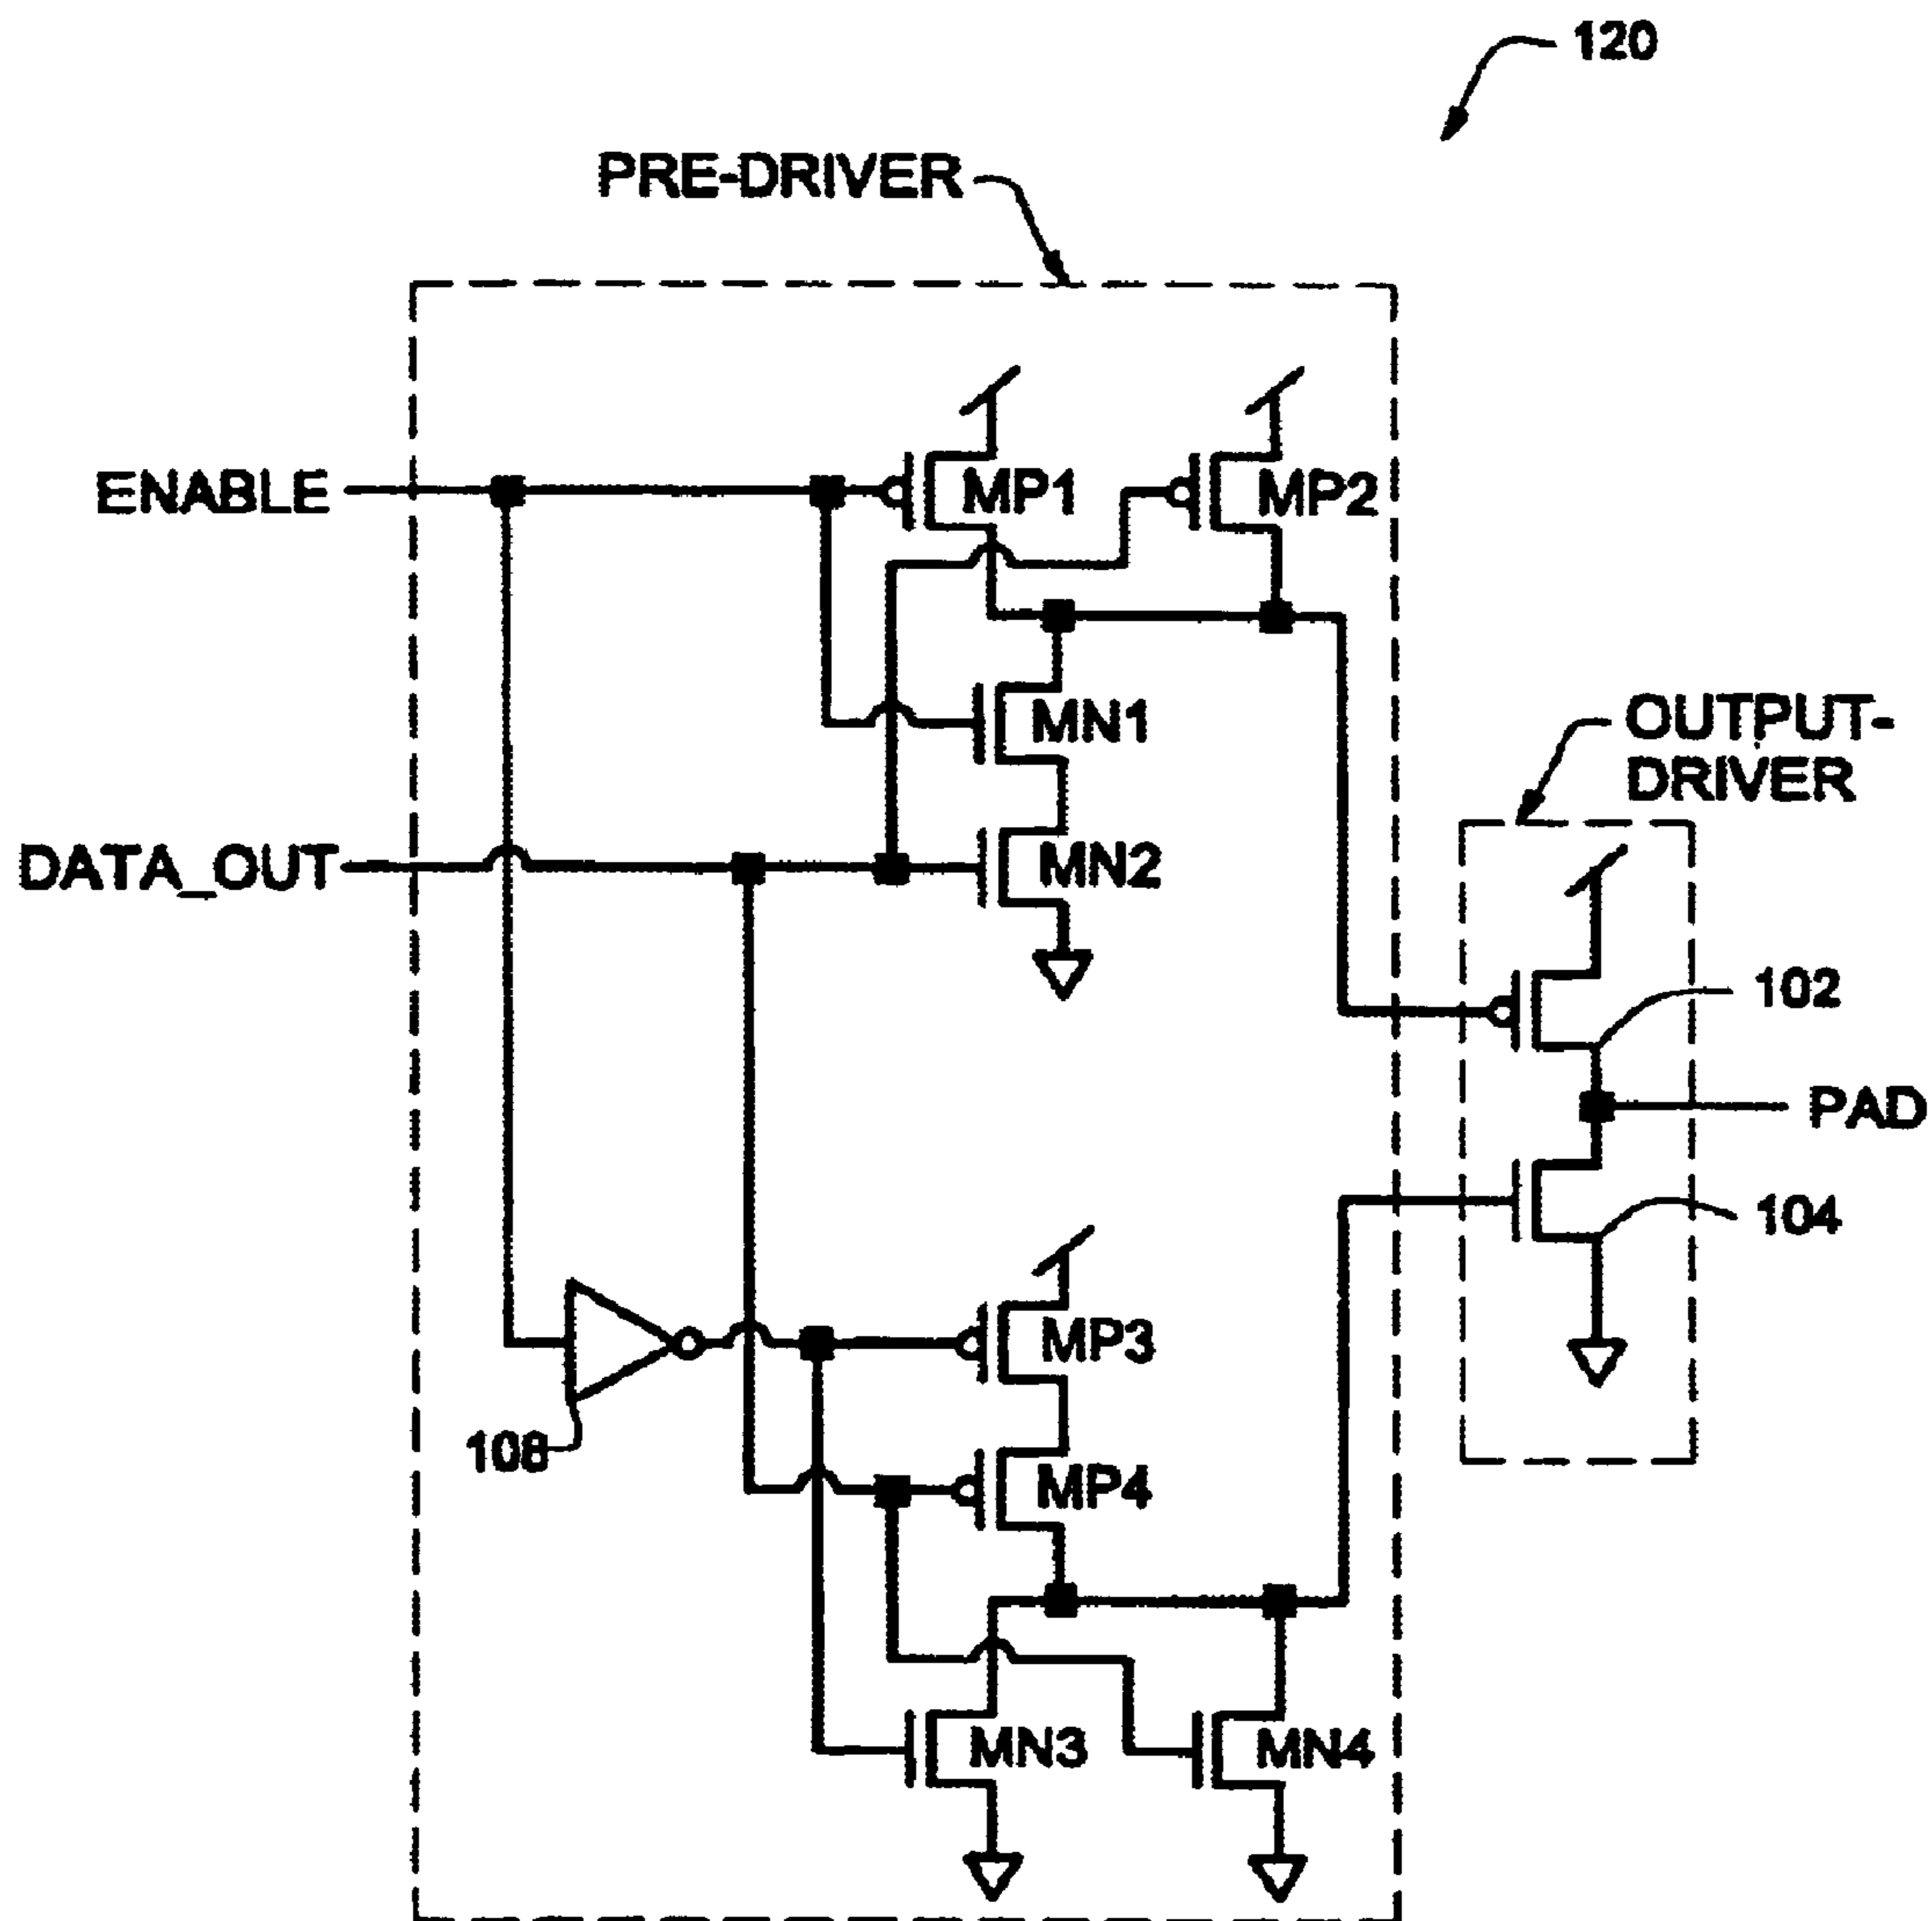 120
PRE-DRIVER
ENABLE
MP1
MP2
MN1
OUTPUT-
DRIVER
DATA_OUT
MN2
102
PAD
104
MP3
108
MP4
MN3
MN4